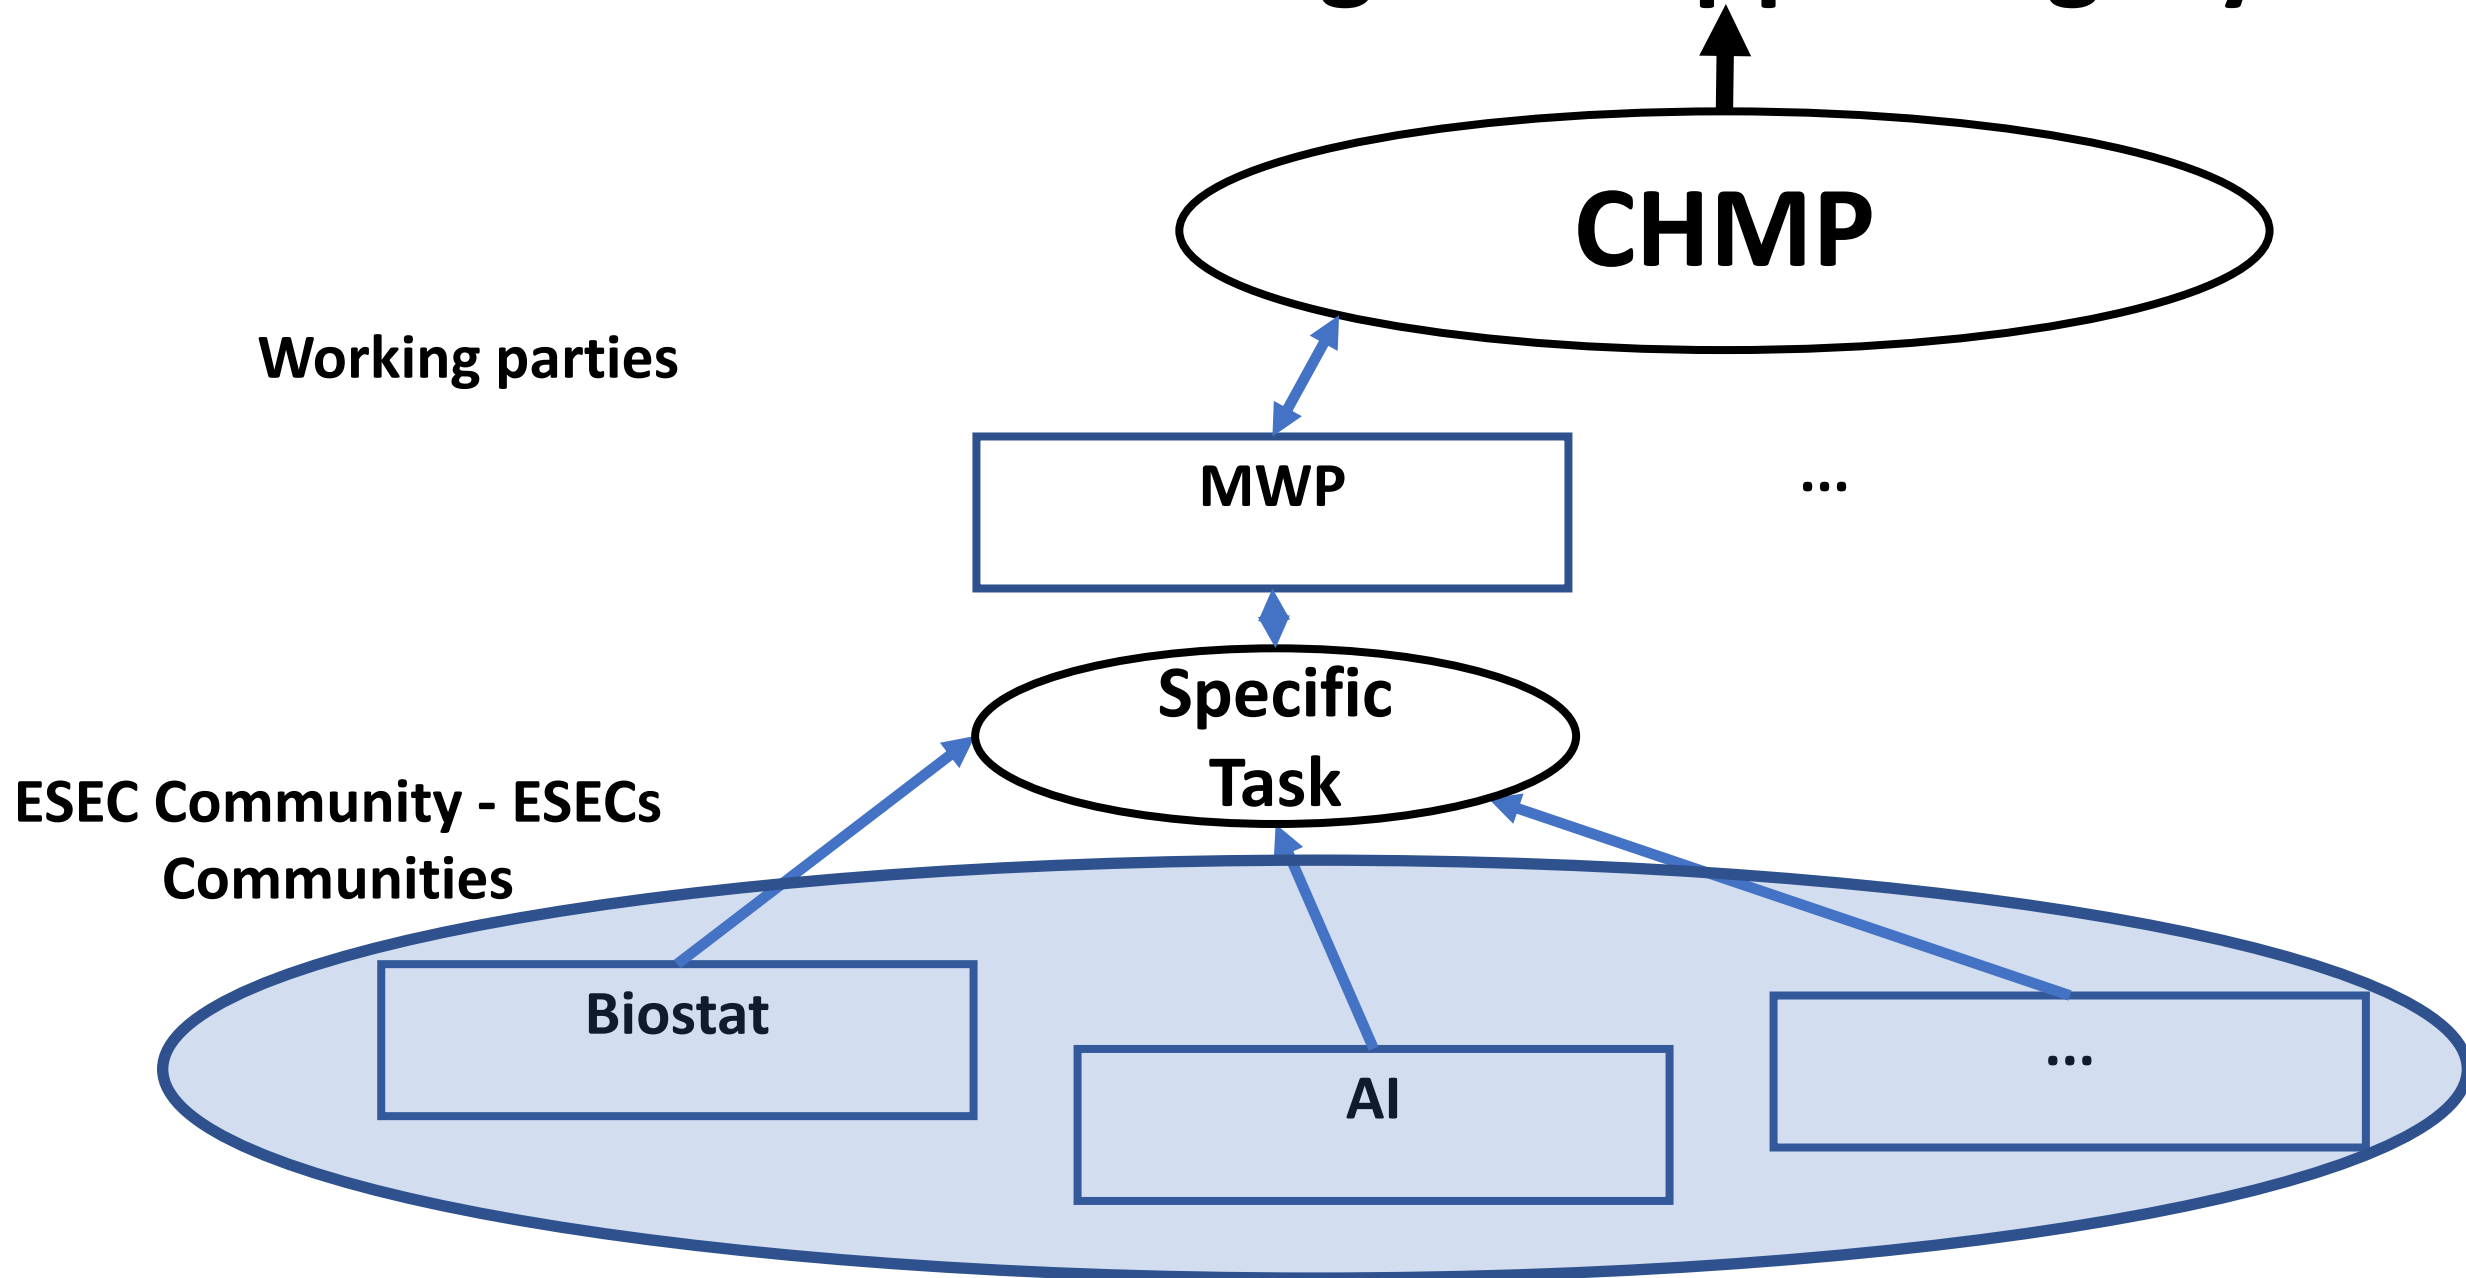 CHMP
Working parties
MWP
...
Specific
Task
ESEC Community - ESECs
Communities
Biostat
AI
...